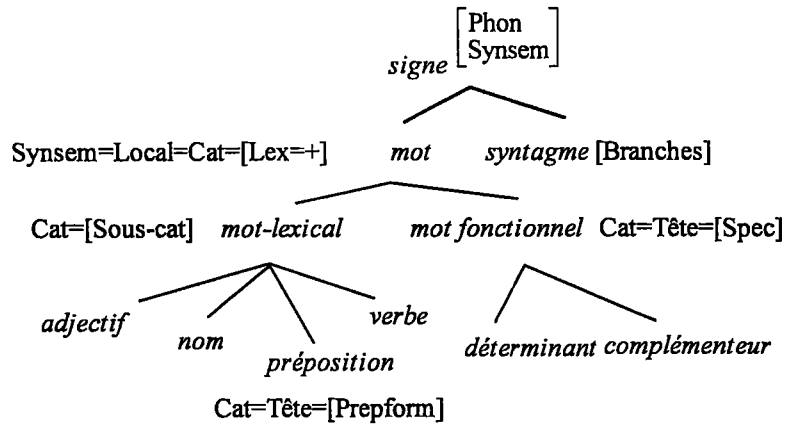 Phon
Synsem
signe
Synsem=Local=Cat=[Lex=+] mot syntagme [Branches]
Cat=[Sous-cat] mot-lexical mot fonctionnel Cat=Tête=[Spec]
adjectif nom préposition verbe déterminant complémenteur
Cat=Tête=[Prepform]